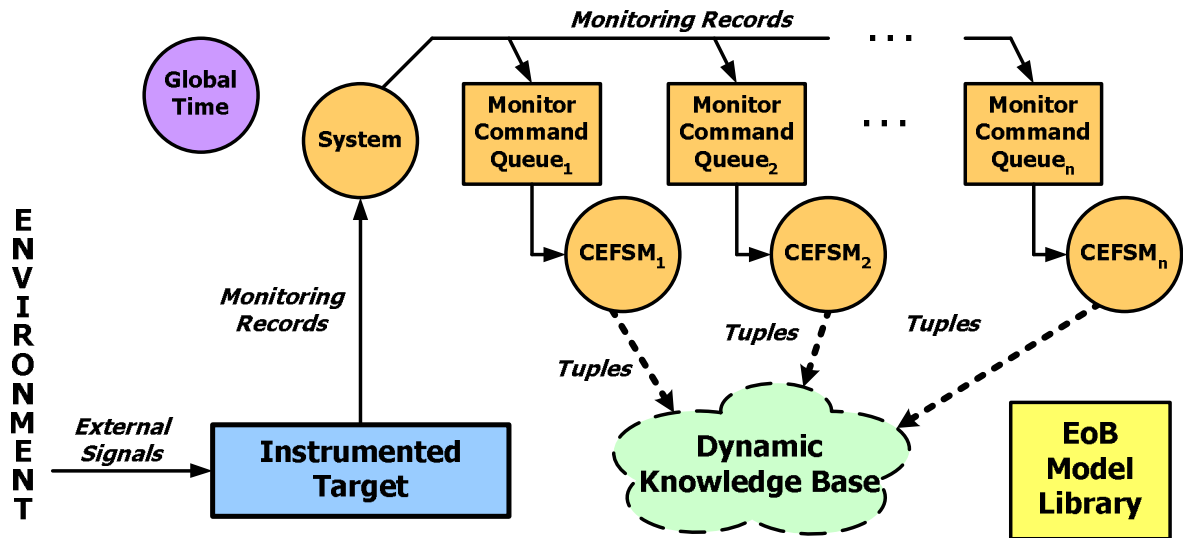 Monitoring Records
Global
Time
System
Monitor
Command
Queue1
Monitor
Command
Queue2
. . .
. . .
Monitor
Command
Queuen
CEFSM1
CEFSM2
CEFSMn
ENVIRONMENT
Monitoring
Records
Tuples
Tuples
Tuples
External
Signals
Instrumented
Target
Dynamic
Knowledge Base
EoB
Model
Library